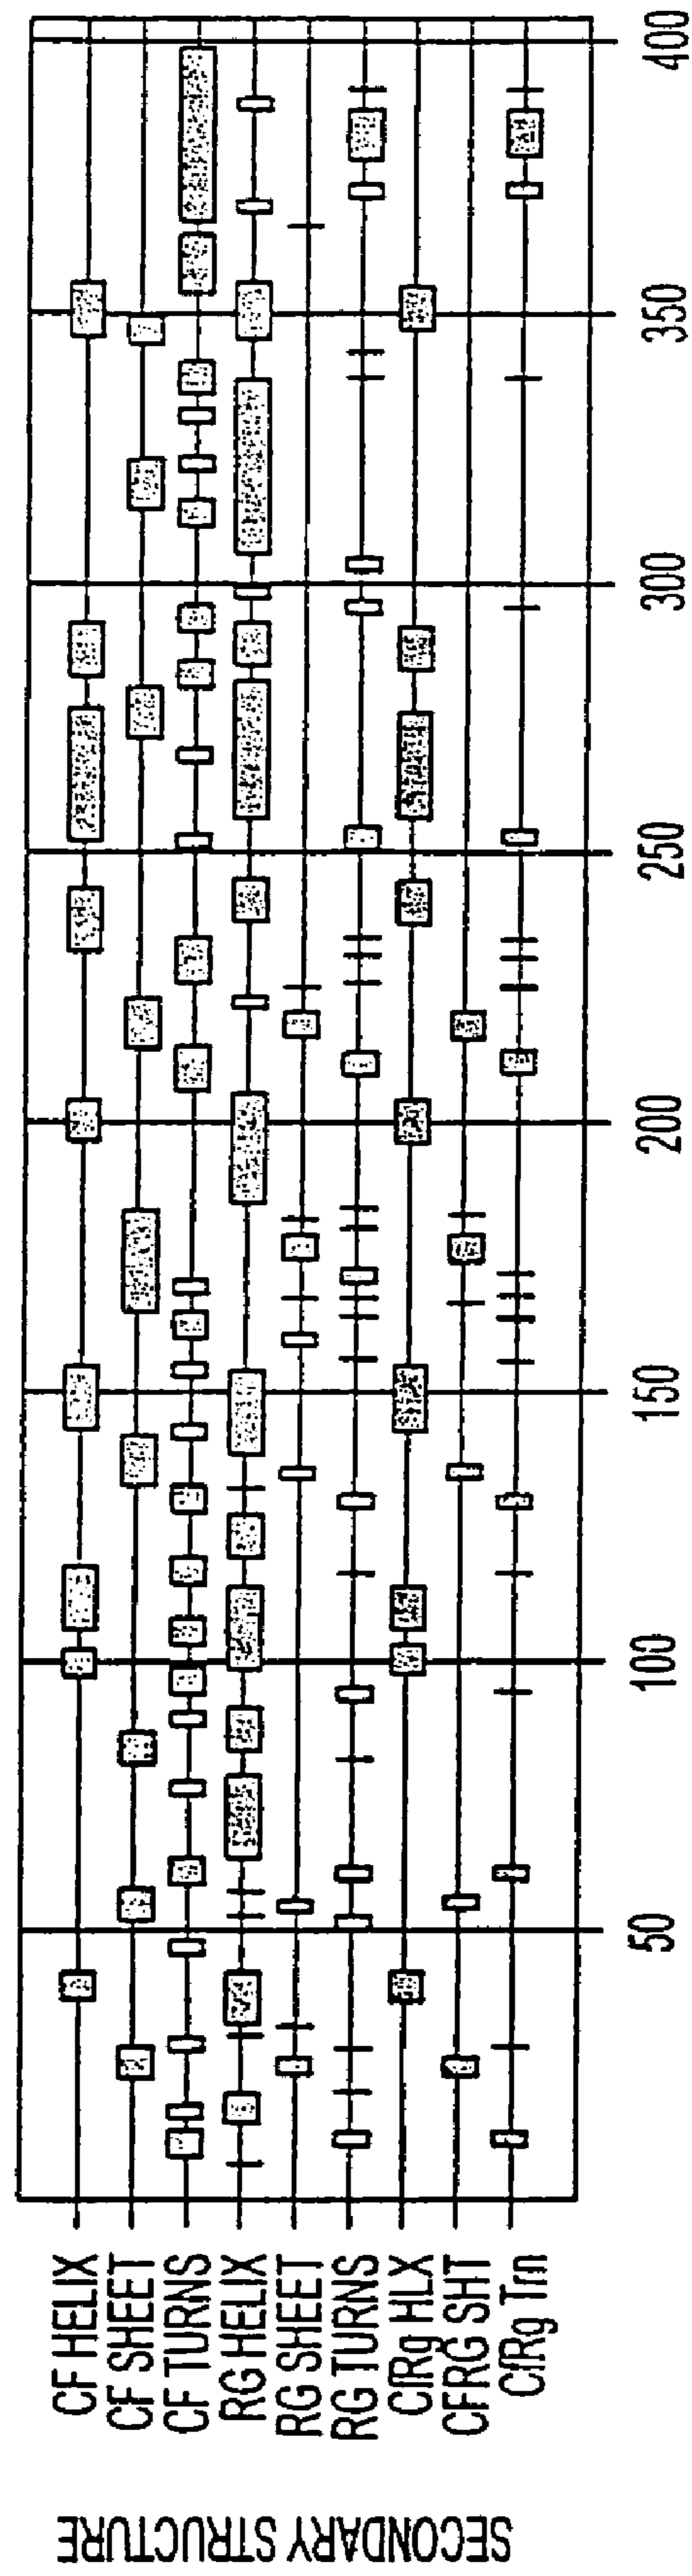 SECONDARY STRUCTURE
CF HELIX
CF SHEET
CF TURNS
RG HELIX
RG SHEET
RG TURNS
CfRg HLX
CFRG SHT
CfRg Trn
50 100 150 200 250 300 350 400